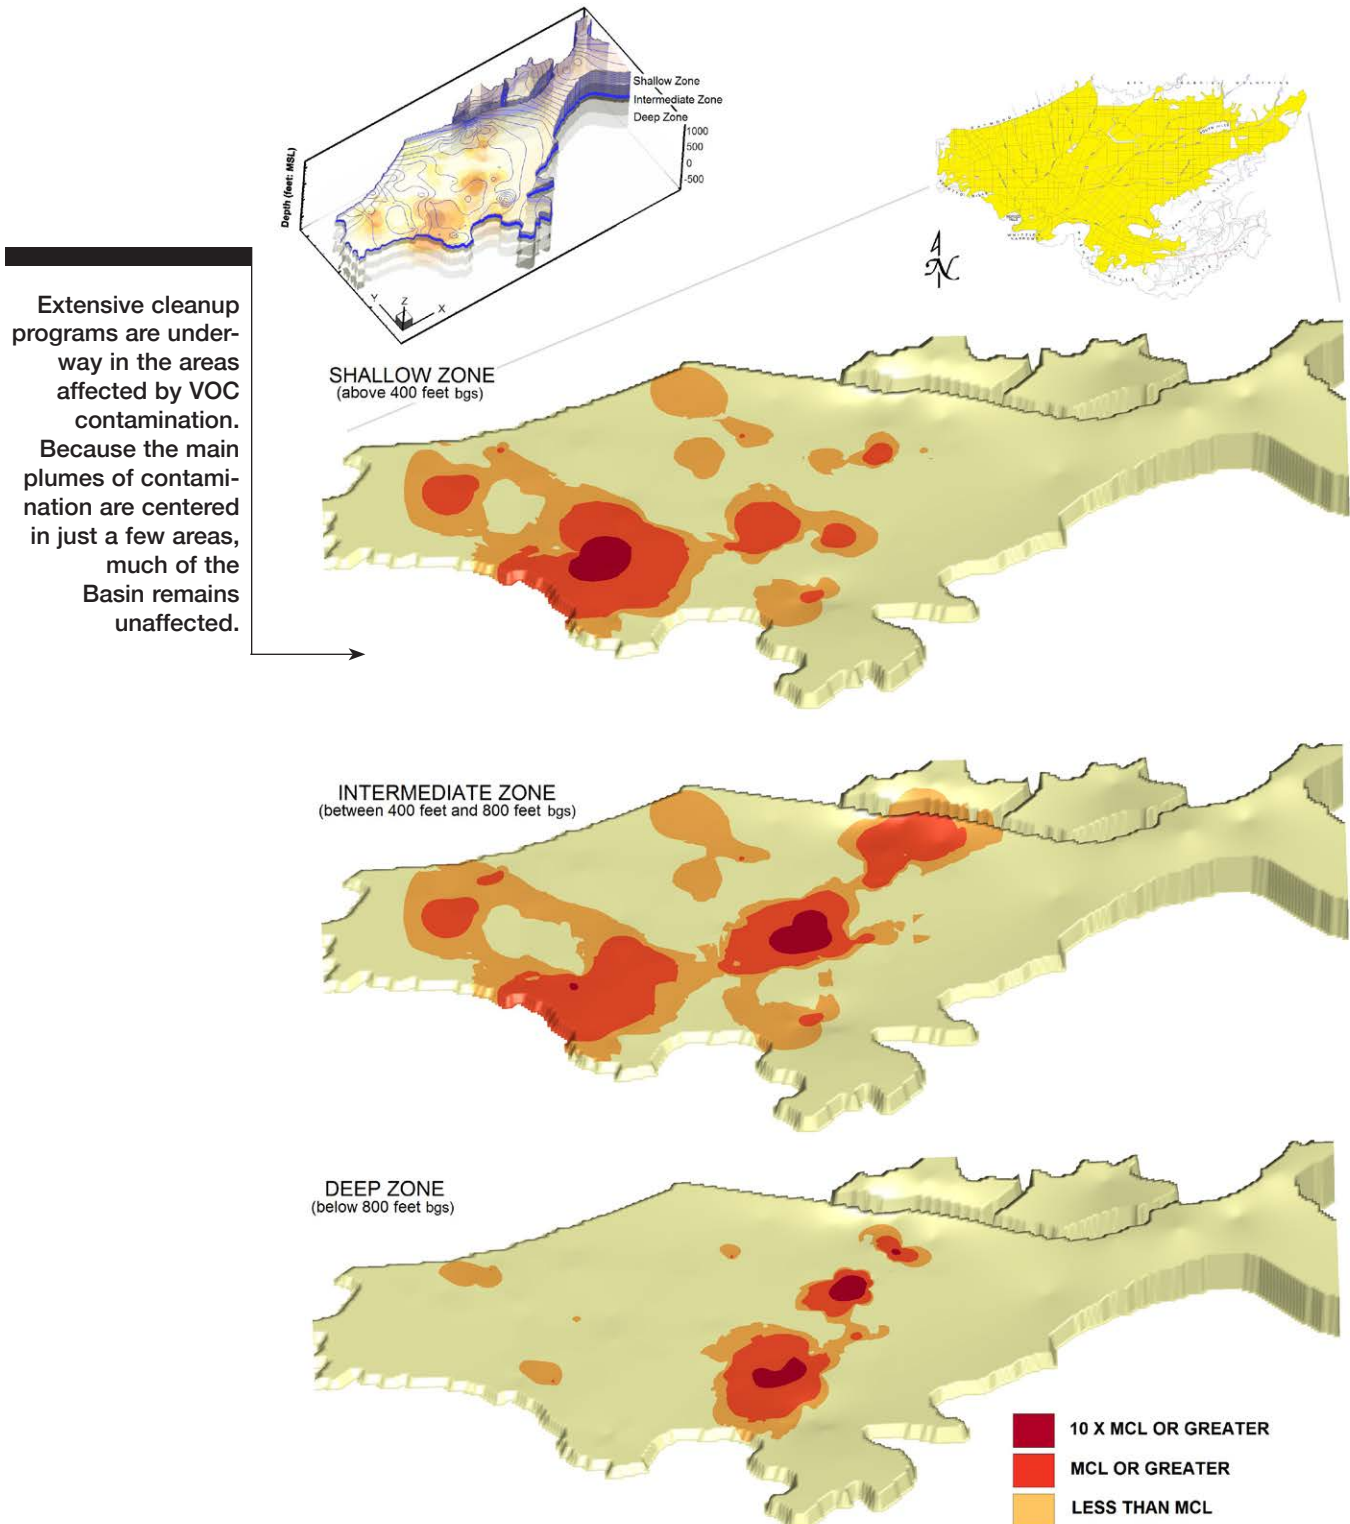 Shallow Zone
Intermediate Zone
Deep Zone
1000
500
0
-500
Depth (feet: MSL)
Y
Z
X
N
Extensive cleanup
programs are under-
way in the areas
affected by VOC
contamination.
Because the main
plumes of contami-
nation are centered
in just a few areas,
much of the
Basin remains
unaffected.
SHALLOW ZONE
(above 400 feet bgs)
INTERMEDIATE ZONE
(between 400 feet and 800 feet bgs)
DEEP ZONE
(below 800 feet bgs)
10 X MCL OR GREATER
MCL OR GREATER
LESS THAN MCL